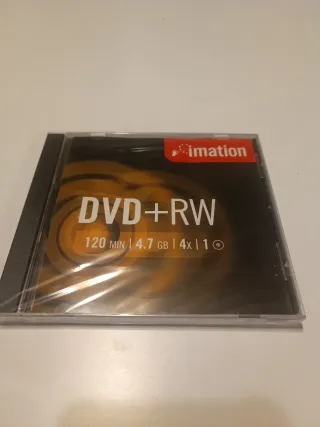 imation
DVD+RW
120 MIN | 4.7 GB | 4x | 1